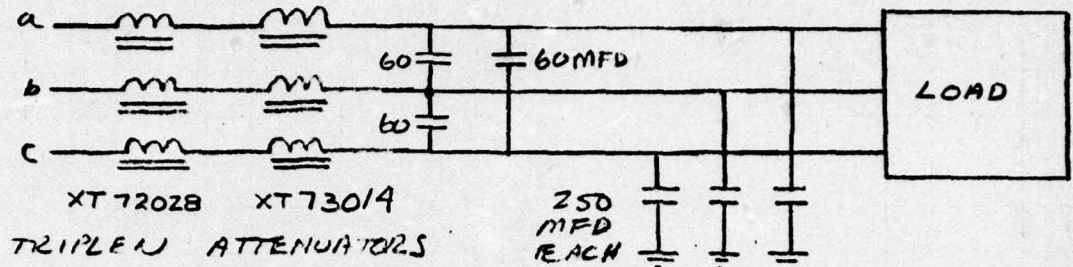 a
60
60MFD
b
LOAD
60
c
XT 72028
XT 73014
250
MFD
EACH
TRIPLEN ATTENUATORS